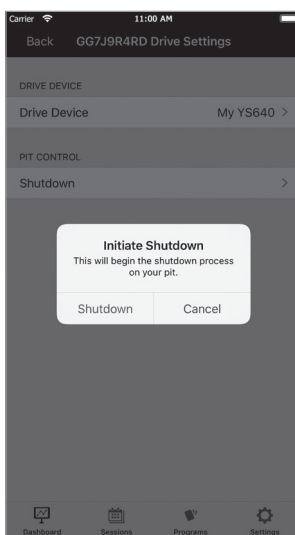 Carrier 11:00 AM
Back GG7J9R4RD Drive Settings
DRIVE DEVICE
Drive Device My YS640 >
PIT CONTROL
Shutdown >
Initiate Shutdown
This will begin the shutdown process
on your pit.
Shutdown Cancel
Dashboard Sessions Programs Settings